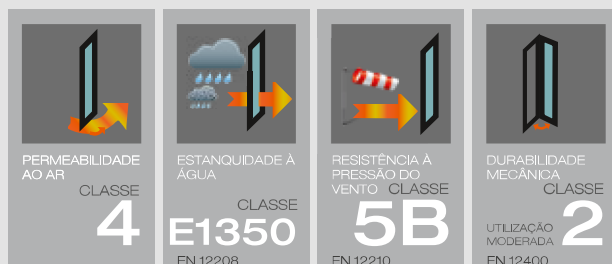 PERMEABILIDADE
AO AR
CLASSE
4
ESTANQUIDADE À
ÁGUA
CLASSE
E1350
EN 12208
RESISTÊNCIA À
PRESSÃO DO
VENTO CLASSE
5B
EN 12210
DURABILIDADE
MECÂNICA
CLASSE
UTILIZAÇÃO
MODERADA 2
EN 12400